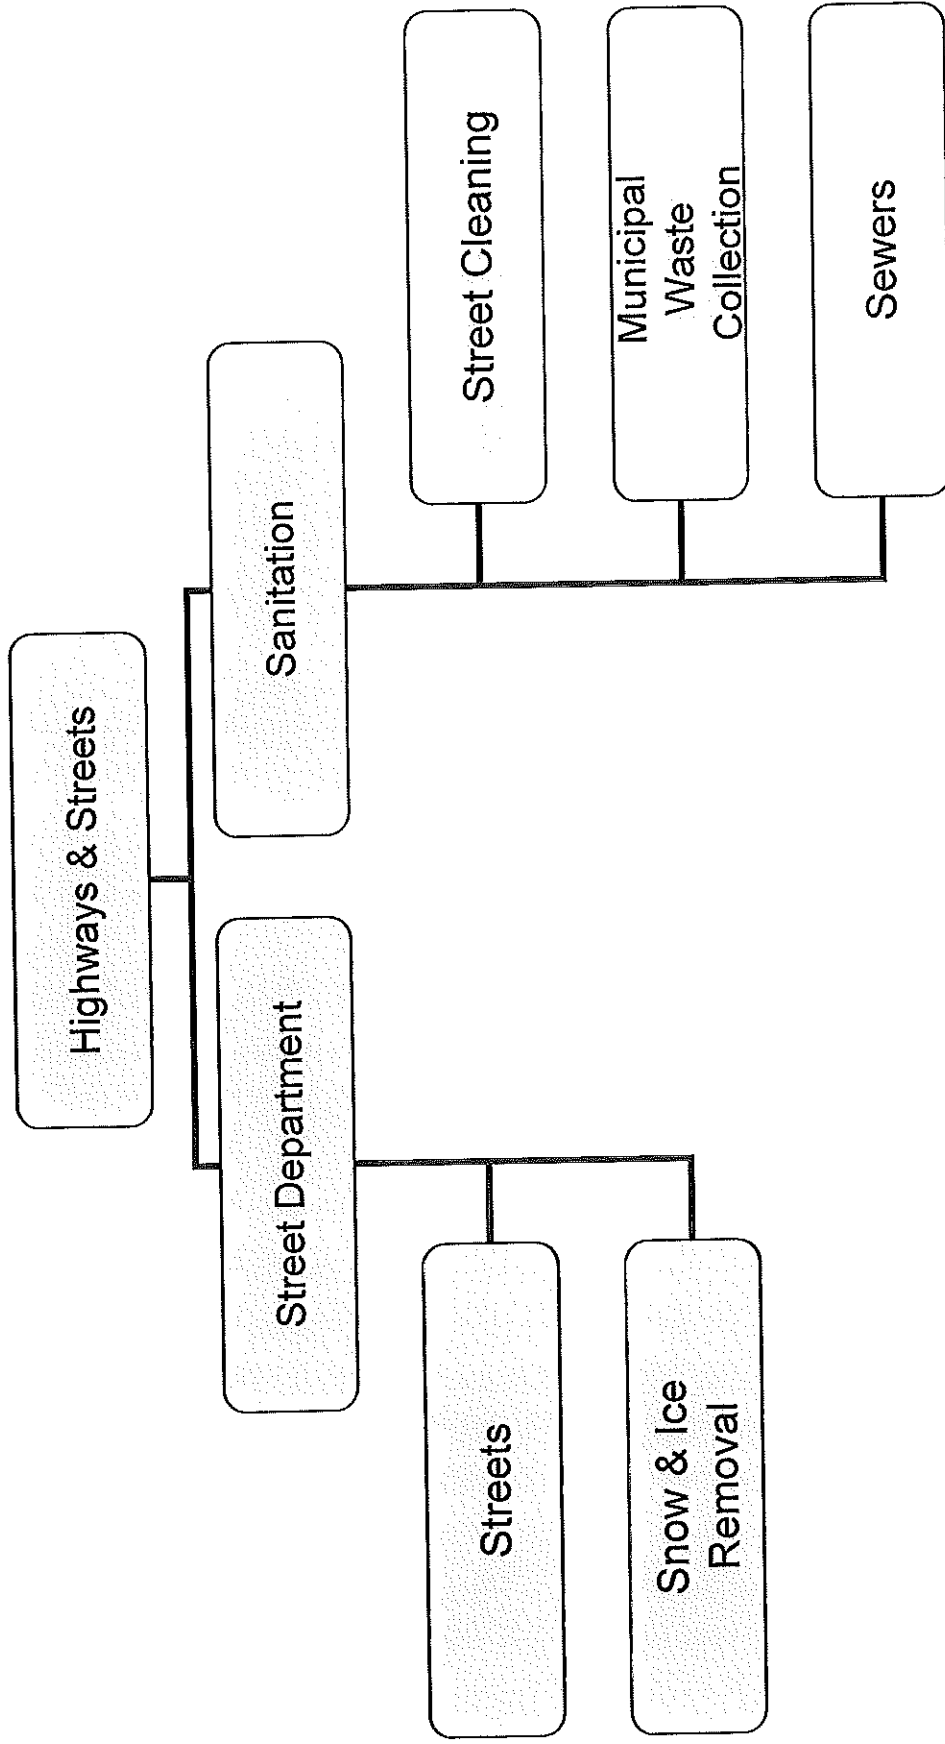 Highways & Streets
Street Department
Sanitation
Streets
Snow & Ice
Removal
Street Cleaning
Municipal
Waste
Collection
Sewers